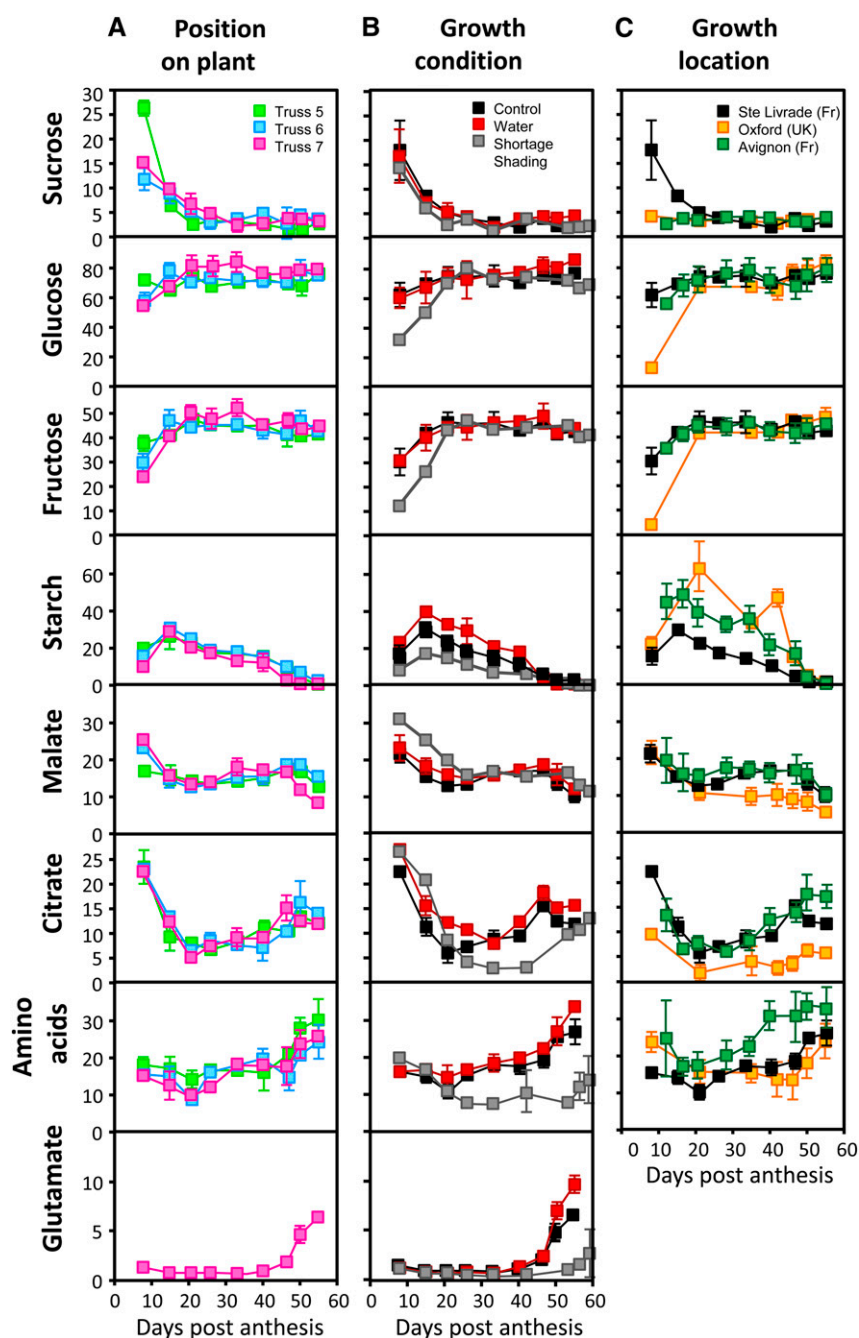 A Position on plant
B Growth condition
C Growth location
Sucrose
30
25
20
15
10
5
0
Truss 5
Truss 6
Truss 7
Control
Water
Shortage
Shading
Ste Livrade (Fr)
Oxford (UK)
Avignon (Fr)
Glucose
80
60
40
20
0
Fructose
50
40
30
20
10
0
Starch
60
40
20
0
Malate
30
20
10
0
Citrate
25
20
15
10
5
0
Amino acids
30
20
10
0
Glutamate
10
5
0
0 10 20 30 40 50 60
Days post anthesis
0 10 20 30 40 50 60
Days post anthesis
0 10 20 30 40 50 60
Days post anthesis